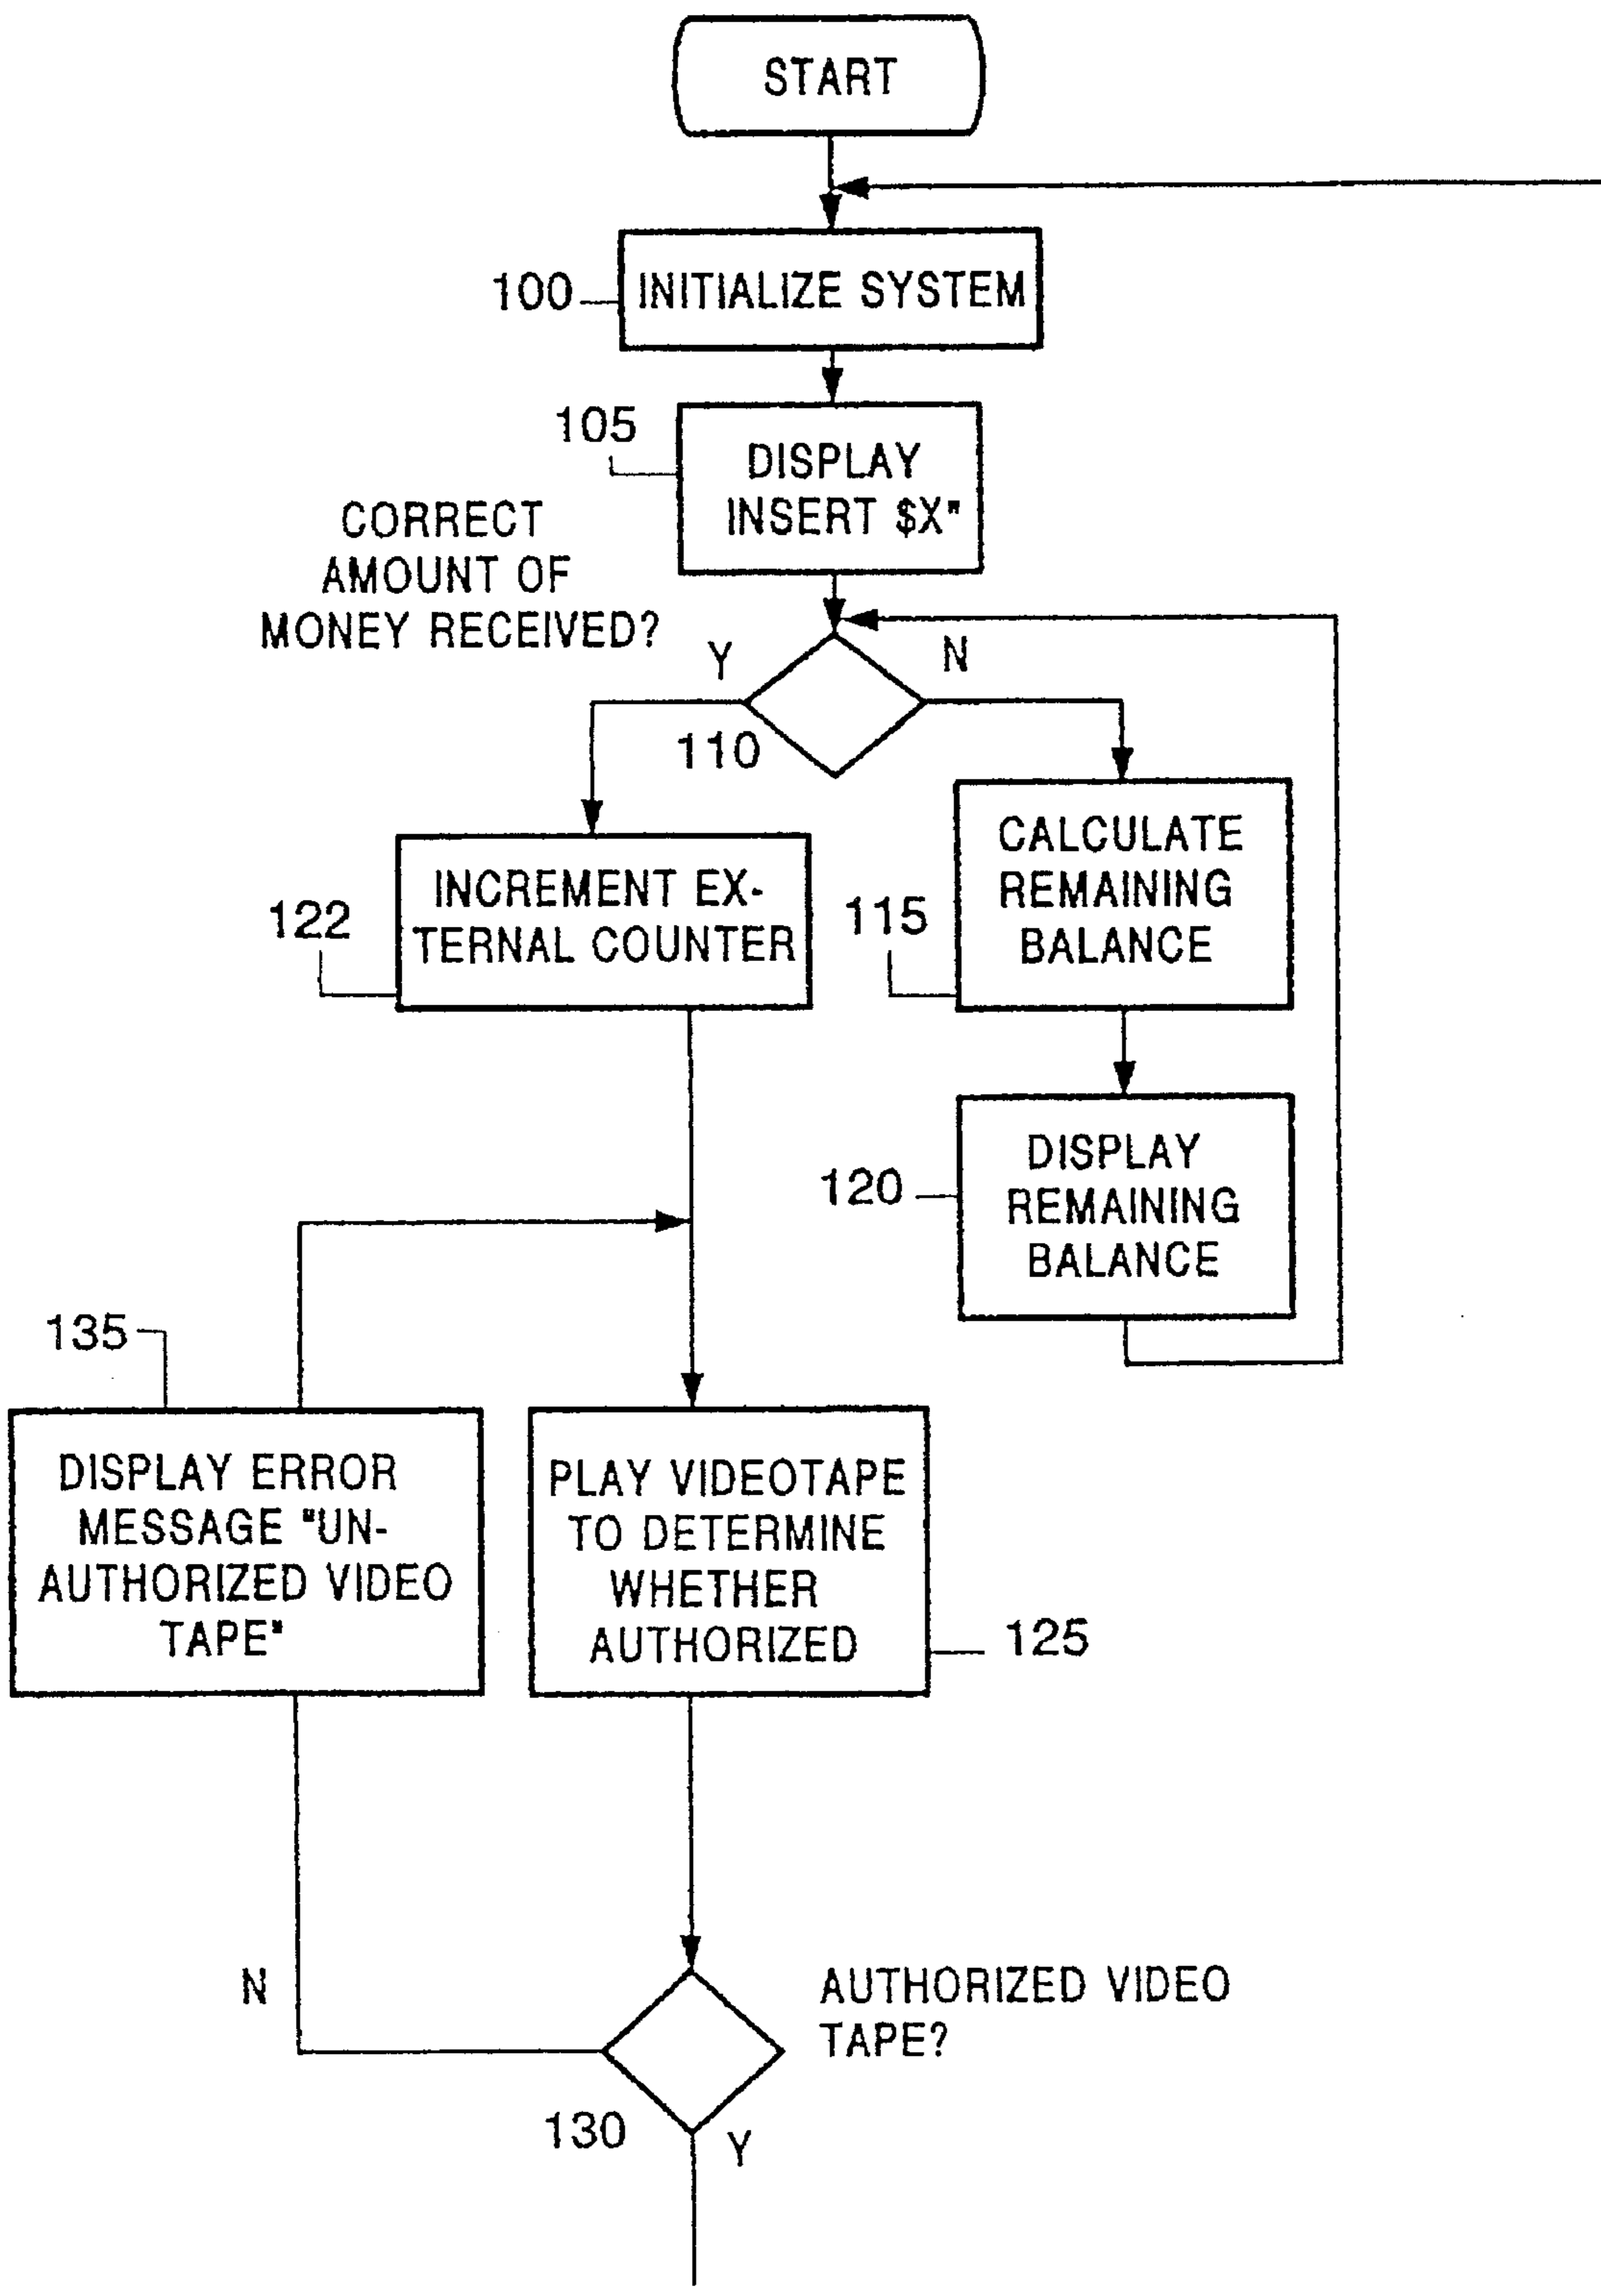 START
100
INITIALIZE SYSTEM
105
DISPLAY
INSERT $X"
CORRECT
AMOUNT OF
MONEY RECEIVED?
Y
N
110
122
INCREMENT EX-
TERNAL COUNTER
115
CALCULATE
REMAINING
BALANCE
120
DISPLAY
REMAINING
BALANCE
135
DISPLAY ERROR
MESSAGE "UN-
AUTHORIZED VIDEO
TAPE"
PLAY VIDEOTAPE
TO DETERMINE
WHETHER
AUTHORIZED
125
N
AUTHORIZED VIDEO
TAPE?
130
Y